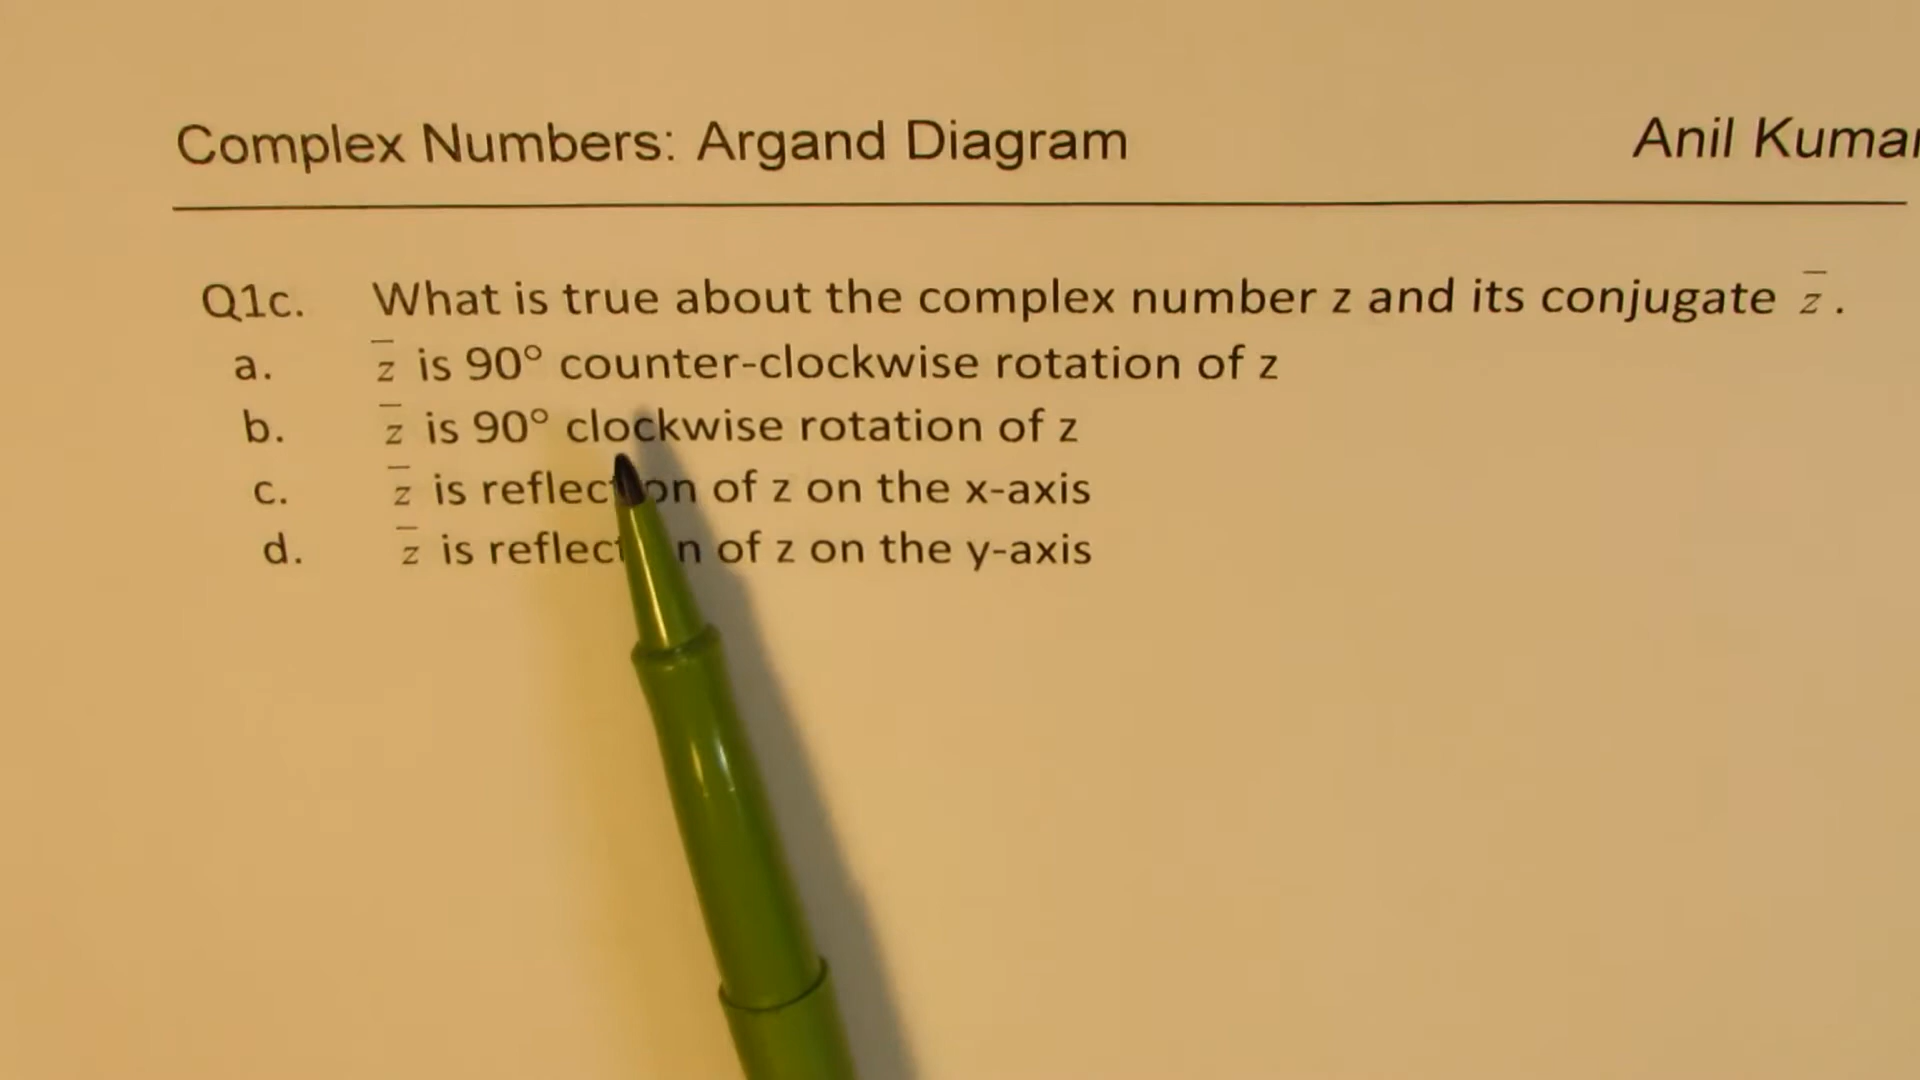 Complex Numbers: Argand Diagram Anil Kumar
Q1c. What is true about the complex number z and its conjugate z̅ .
a. z̅ is 90° counter-clockwise rotation of z
b. z̅ is 90° clockwise rotation of z
c. z̅ is reflection of z on the x-axis
d. z̅ is reflection of z on the y-axis